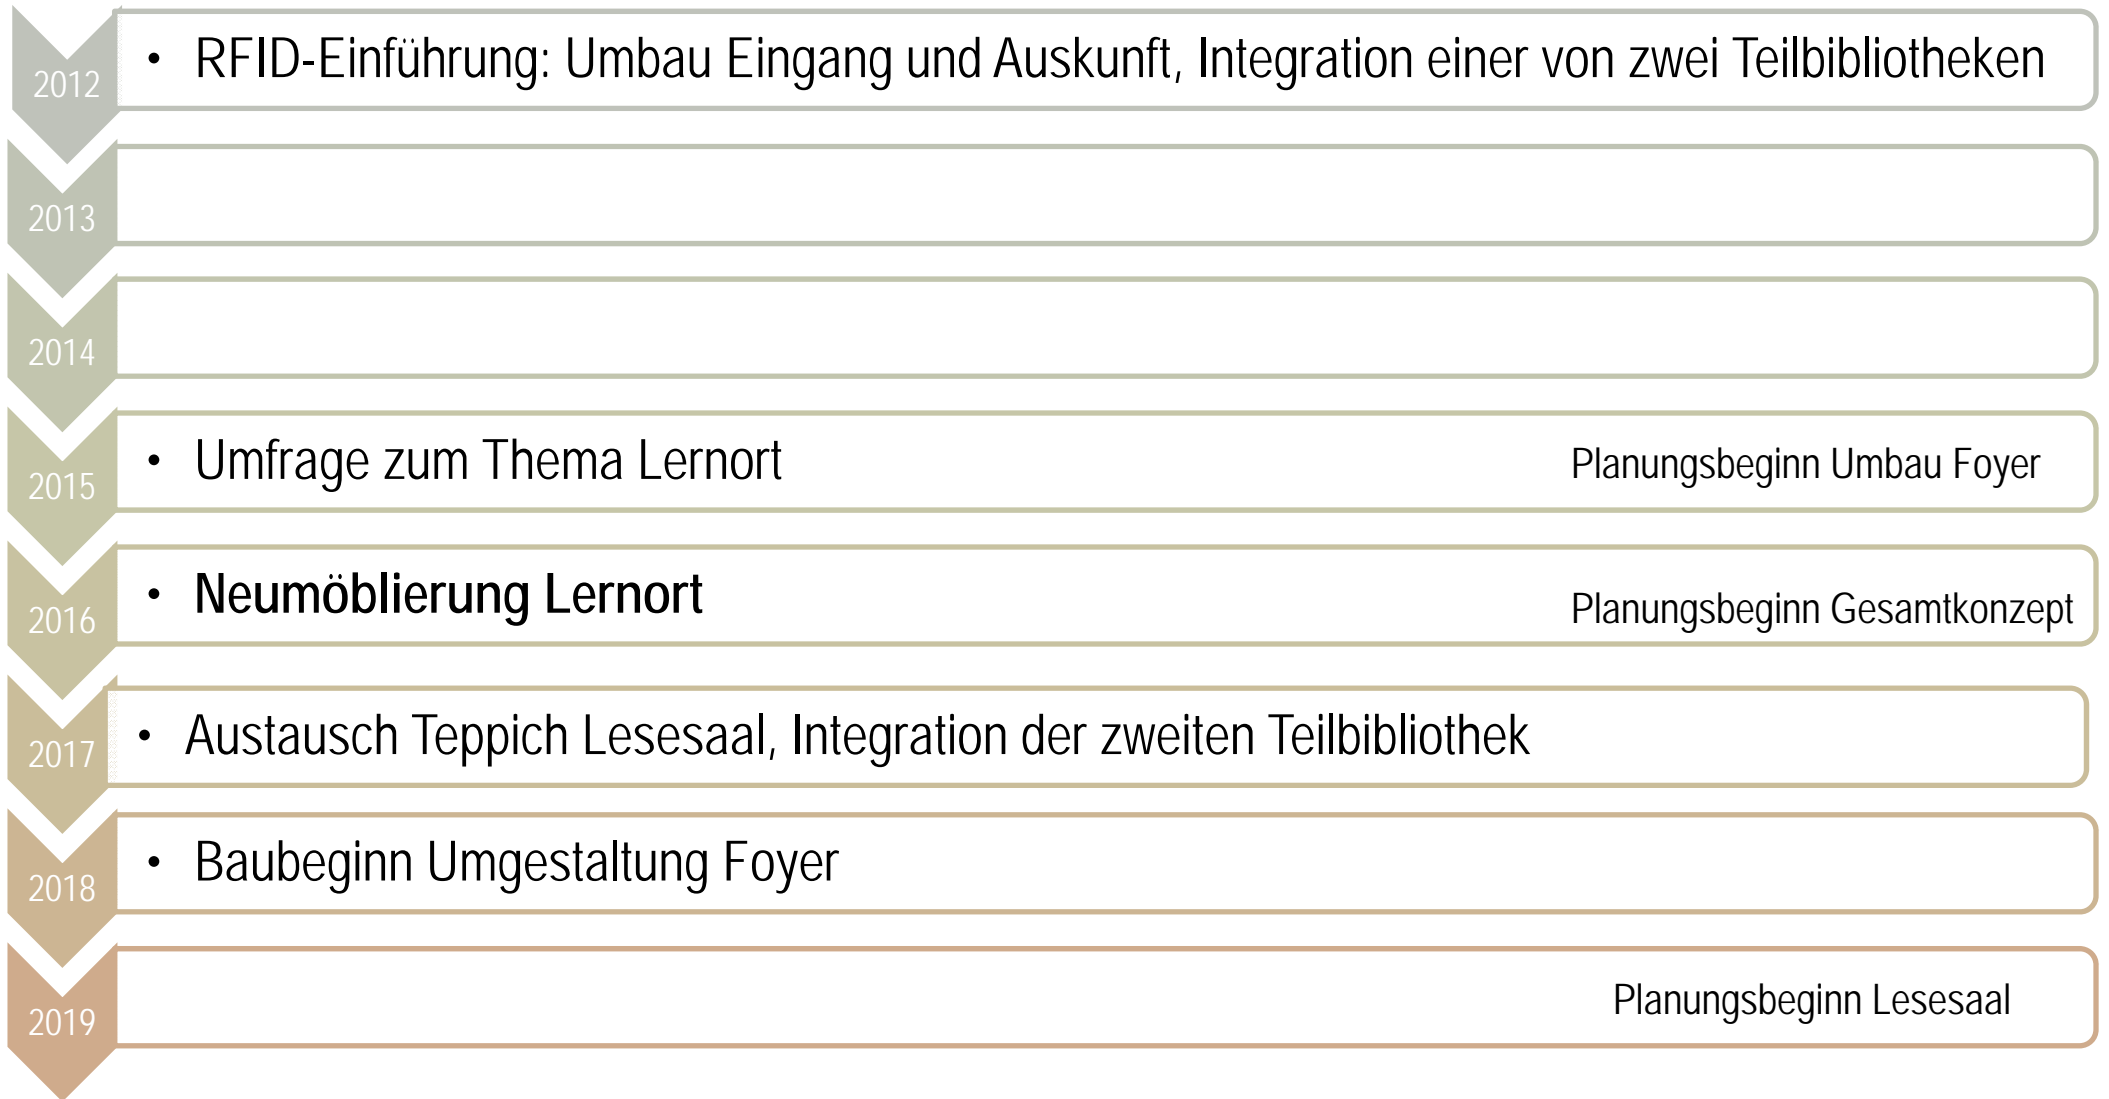 2012
• RFID-Einführung: Umbau Eingang und Auskunft, Integration einer von zwei Teilbibliotheken
2013
2014
2015
• Umfrage zum Thema Lernort
Planungsbeginn Umbau Foyer
2016
• Neumöblierung Lernort
Planungsbeginn Gesamtkonzept
2017
• Austausch Teppich Lesesaal, Integration der zweiten Teilbibliothek
2018
• Baubeginn Umgestaltung Foyer
2019
Planungsbeginn Lesesaal